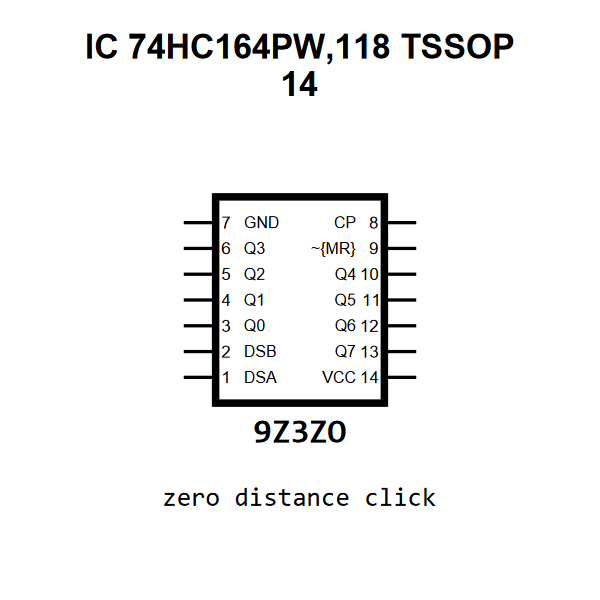 IC 74HC164PW,118 TSSOP
14
7 GND CP 8
6 Q3 ~{MR} 9
5 Q2 Q4 10
4 Q1 Q5 11
3 Q0 Q6 12
2 DSB Q7 13
1 DSA VCC 14
9Z3ZO
zero distance click